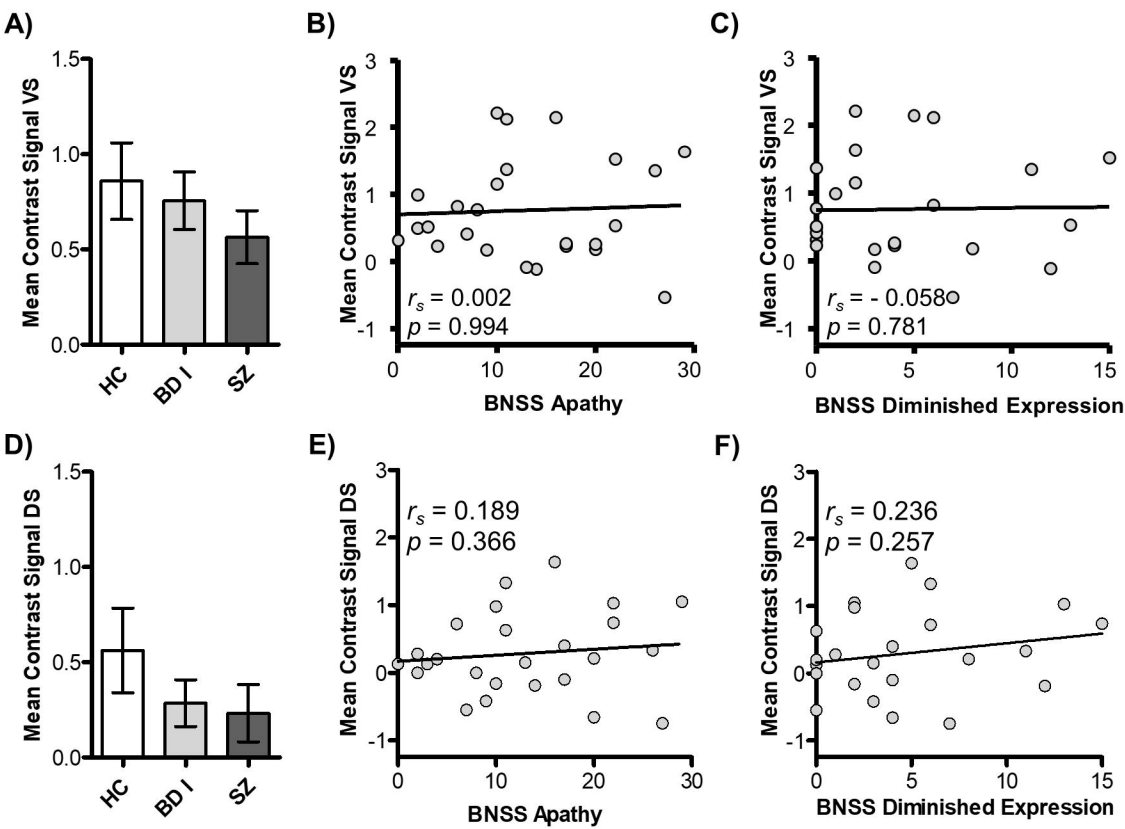 A)
Mean Contrast Signal VS
1.5
1.0
0.5
0.0
HC
BD I
SZ
B)
Mean Contrast Signal VS
3
2
1
0
-1
r_s = 0.002
p = 0.994
0 10 20 30
BNSS Apathy
C)
Mean Contrast Signal VS
3
2
1
0
-1
r_s = - 0.058
p = 0.781
0 5 10 15
BNSS Diminished Expression
D)
Mean Contrast Signal DS
1.5
1.0
0.5
0.0
HC
BD I
SZ
E)
Mean Contrast Signal DS
3
2
1
0
-1
r_s = 0.189
p = 0.366
0 10 20 30
BNSS Apathy
F)
Mean Contrast Signal DS
3
2
1
0
-1
r_s = 0.236
p = 0.257
0 5 10 15
BNSS Diminished Expression